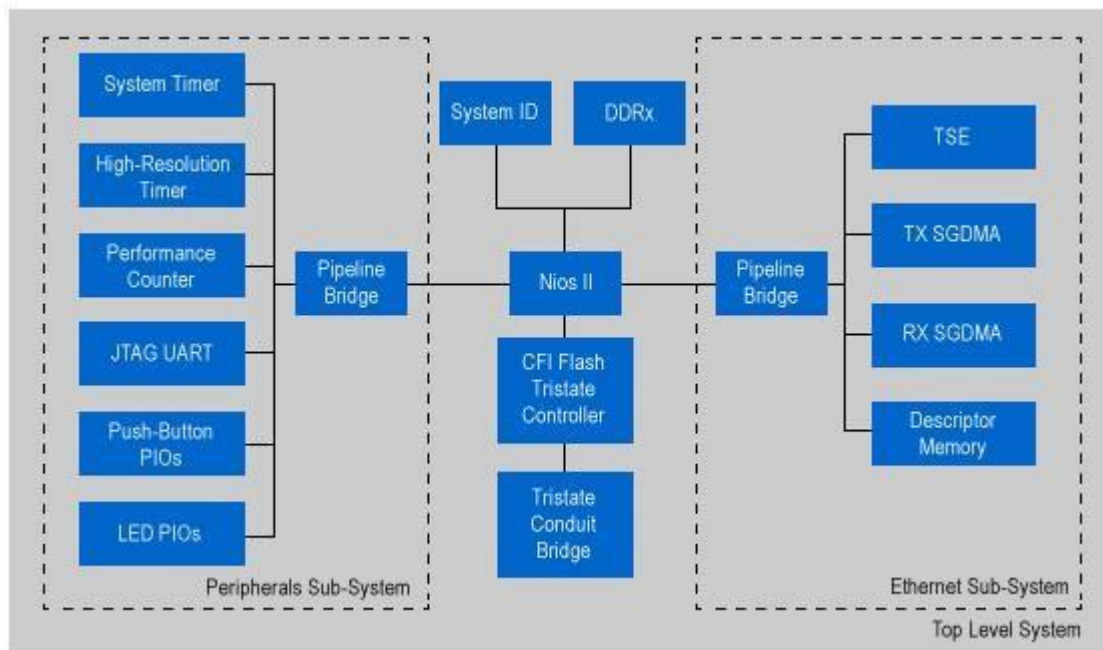 System Timer
High-Resolution
Timer
Performance
Counter
JTAG UART
Push-Button
PIOs
LED PIOs
Pipeline
Bridge
Peripherals Sub-System
System ID
DDRx
Nios II
CFI Flash
Tristate
Controller
Tristate
Conduit
Bridge
Pipeline
Bridge
TSE
TX SGDMA
RX SGDMA
Descriptor
Memory
Ethernet Sub-System
Top Level System